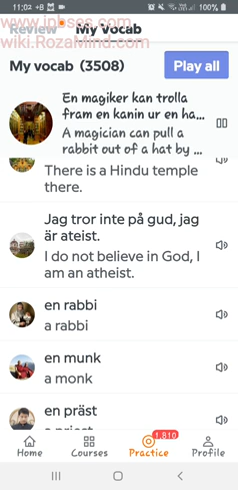 11:02
100%
www.inoses.com
Review
My Vocab
wiki.RozaMind.com
My vocab (3508)
Play all
En magiker kan trolla
fram en kanin ur en ha...
A magician can pull a
rabbit out of a hat by ...
There is a Hindu temple
there.
Jag tror inte på gud, jag
är ateist.
I do not believe in God, I
am an atheist.
en rabbi
a rabbi
en munk
a monk
en präst
a priest
1,810
Home
Courses
Practice
Profile